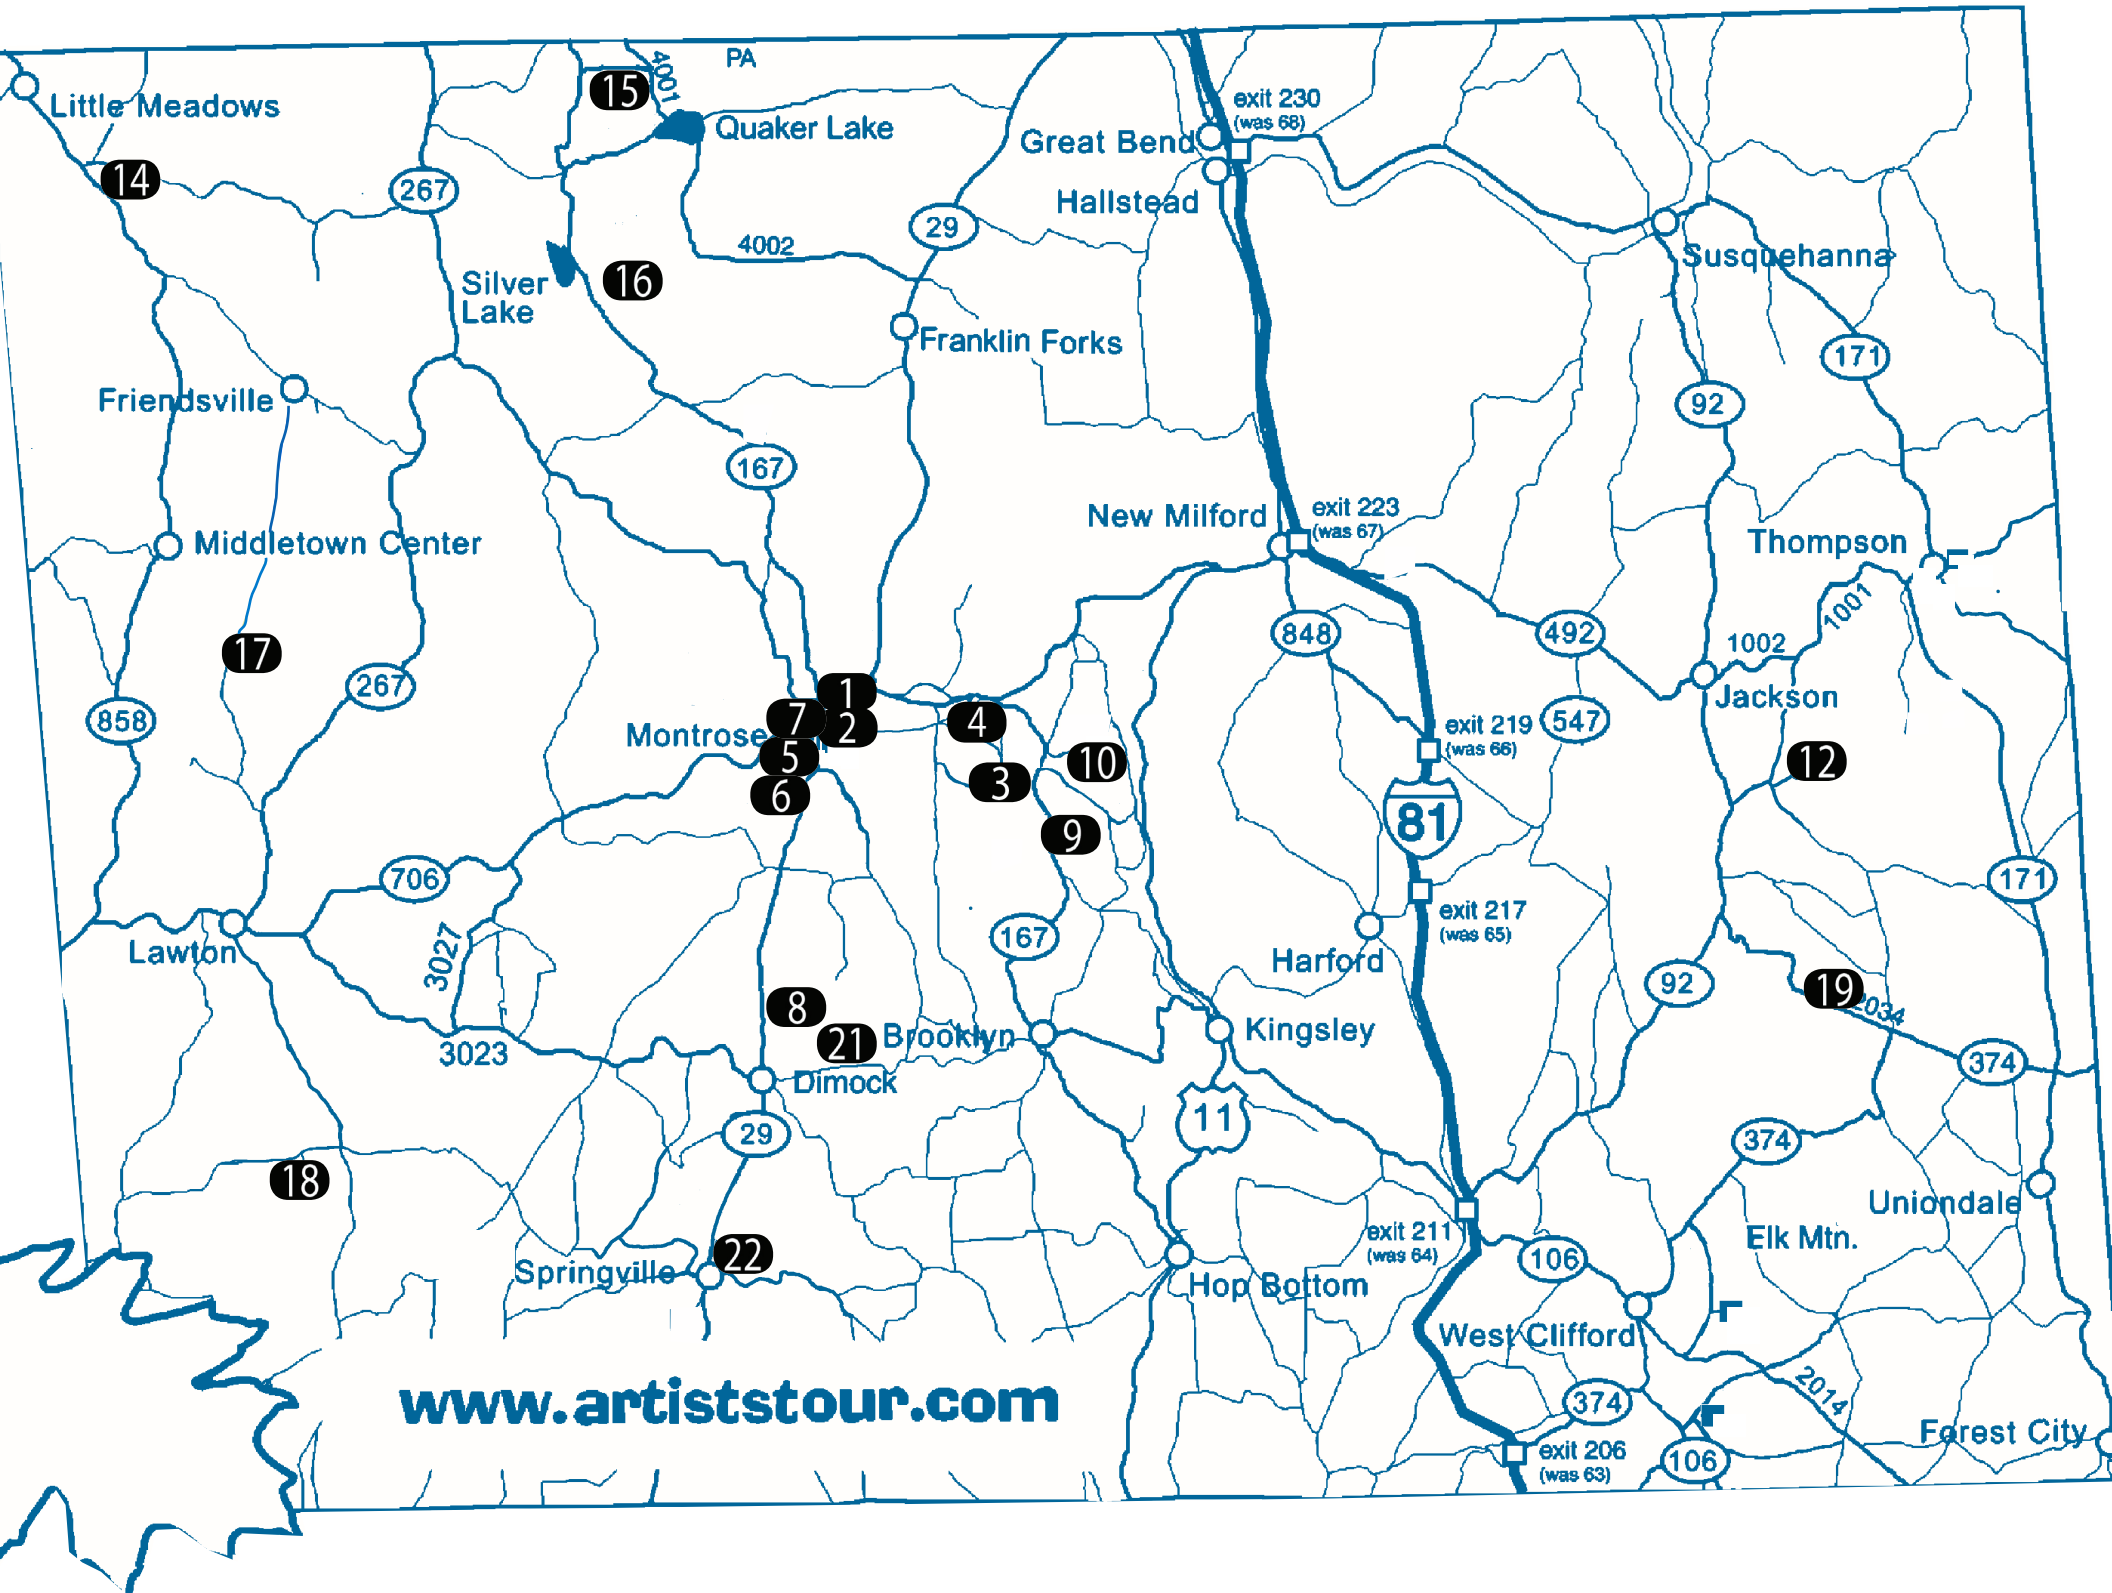 PA
4001
15
exit 230
(was 68)
Little Meadows
Quaker Lake
Great Bend
14
267
Hallstead
29
4002
Susquehanna
Silver
Lake
16
Franklin Forks
171
Friendsville
92
167
New Milford
exit 223
(was 67)
Middletown Center
Thompson
1001
848
492
1002
17
267
1
Jackson
858
7
2
4
Montrose
exit 219
(was 66)
547
5
10
12
3
6
81
9
706
171
exit 217
(was 65)
167
Lawton
3027
Harford
92
19
2034
8
21
Brooklyn
Kingsley
3023
374
Dimock
11
29
374
18
Uniondale
exit 211
(was 64)
Elk Mtn.
22
106
Springville
Hop Bottom
West Clifford
2014
www.artiststour.com
374
Forest City
exit 206
(was 63)
106